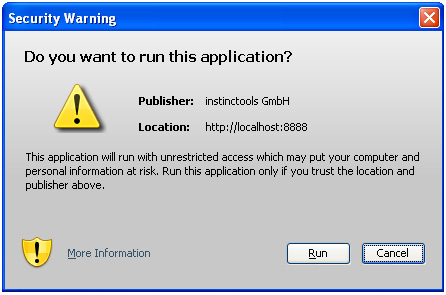 Security Warning
Do you want to run this application?
Publisher: instinctools GmbH
Location: http://localhost:8888
This application will run with unrestricted access which may put your computer and
personal information at risk. Run this application only if you trust the location and
publisher above.
More Information
Run Cancel